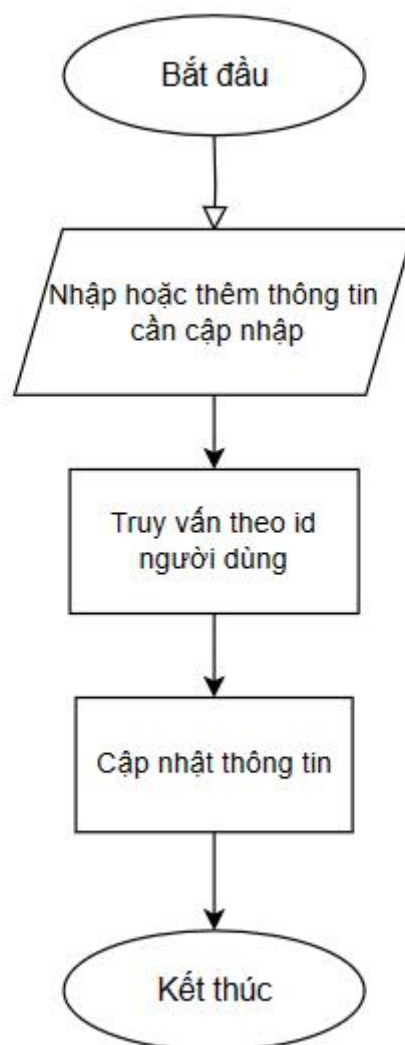 Bắt đầu
Nhập hoặc thêm thông tin
cần cập nhập
Truy vấn theo id
người dùng
Cập nhật thông tin
Kết thúc